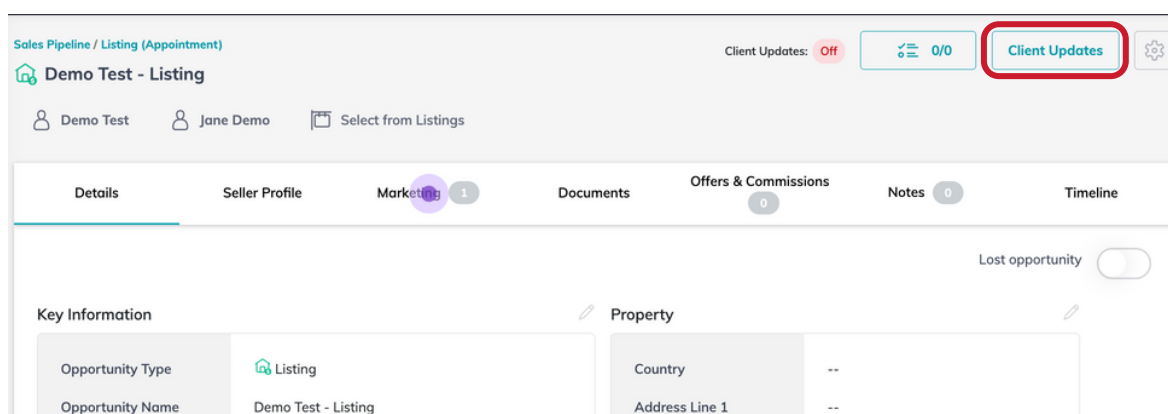 Sales Pipeline / Listing (Appointment)
Client Updates: Off
0/0
Client Updates
Demo Test - Listing
Demo Test
Jane Demo
Select from Listings
Details
Seller Profile
Marketing 1
Documents
Offers & Commissions
0
Notes 0
Timeline
Lost opportunity
Key Information
Property
Opportunity Type
Listing
Country
--
Opportunity Name
Demo Test - Listing
Address Line 1
--